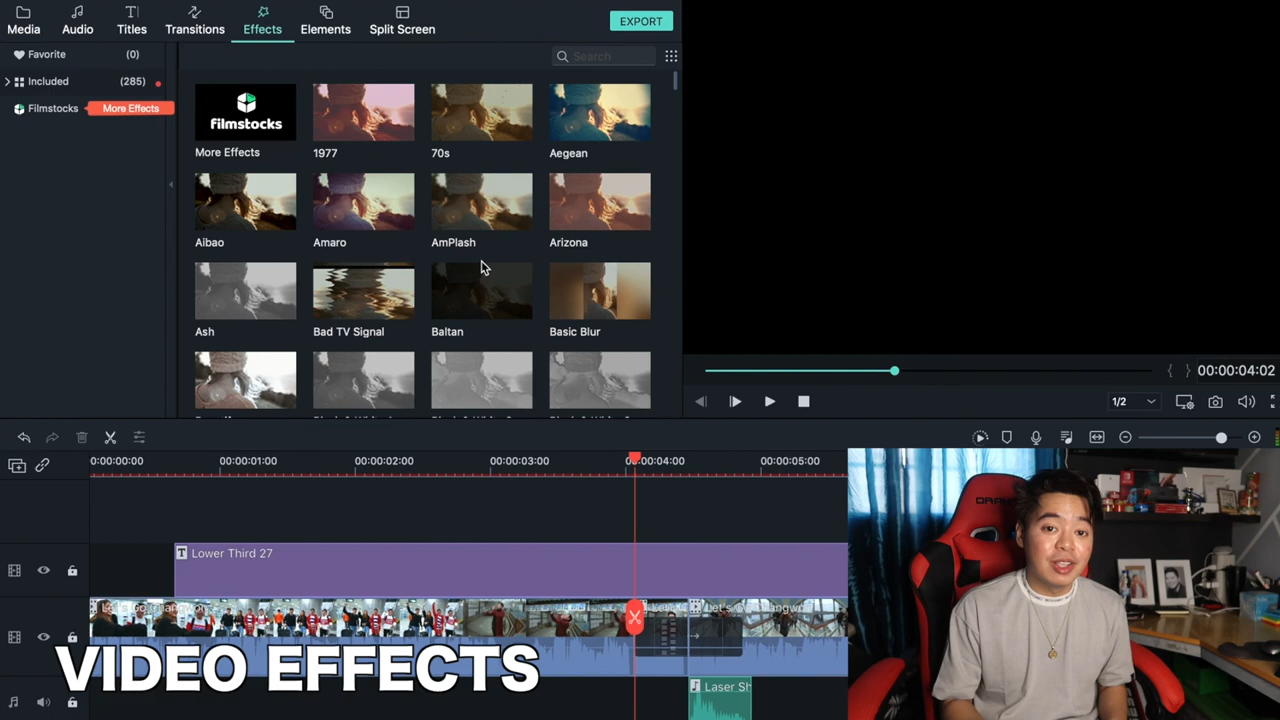 Media Audio Titles Transitions Effects Elements Split Screen EXPORT
Favorite (0)
Search
Included (285)
Filmstocks More Effects
filmstocks
More Effects 1977 70s Aegean
Aibao Amaro AmPlash Arizona
Ash Bad TV Signal Baltan Basic Blur
00:00:04:02
1/2
00:00:00:00 00:00:01:00 00:00:02:00 00:00:03:00 00:00:04:00 00:00:05:00
Lower Third 27
VIDEO EFFECTS
Laser Sh